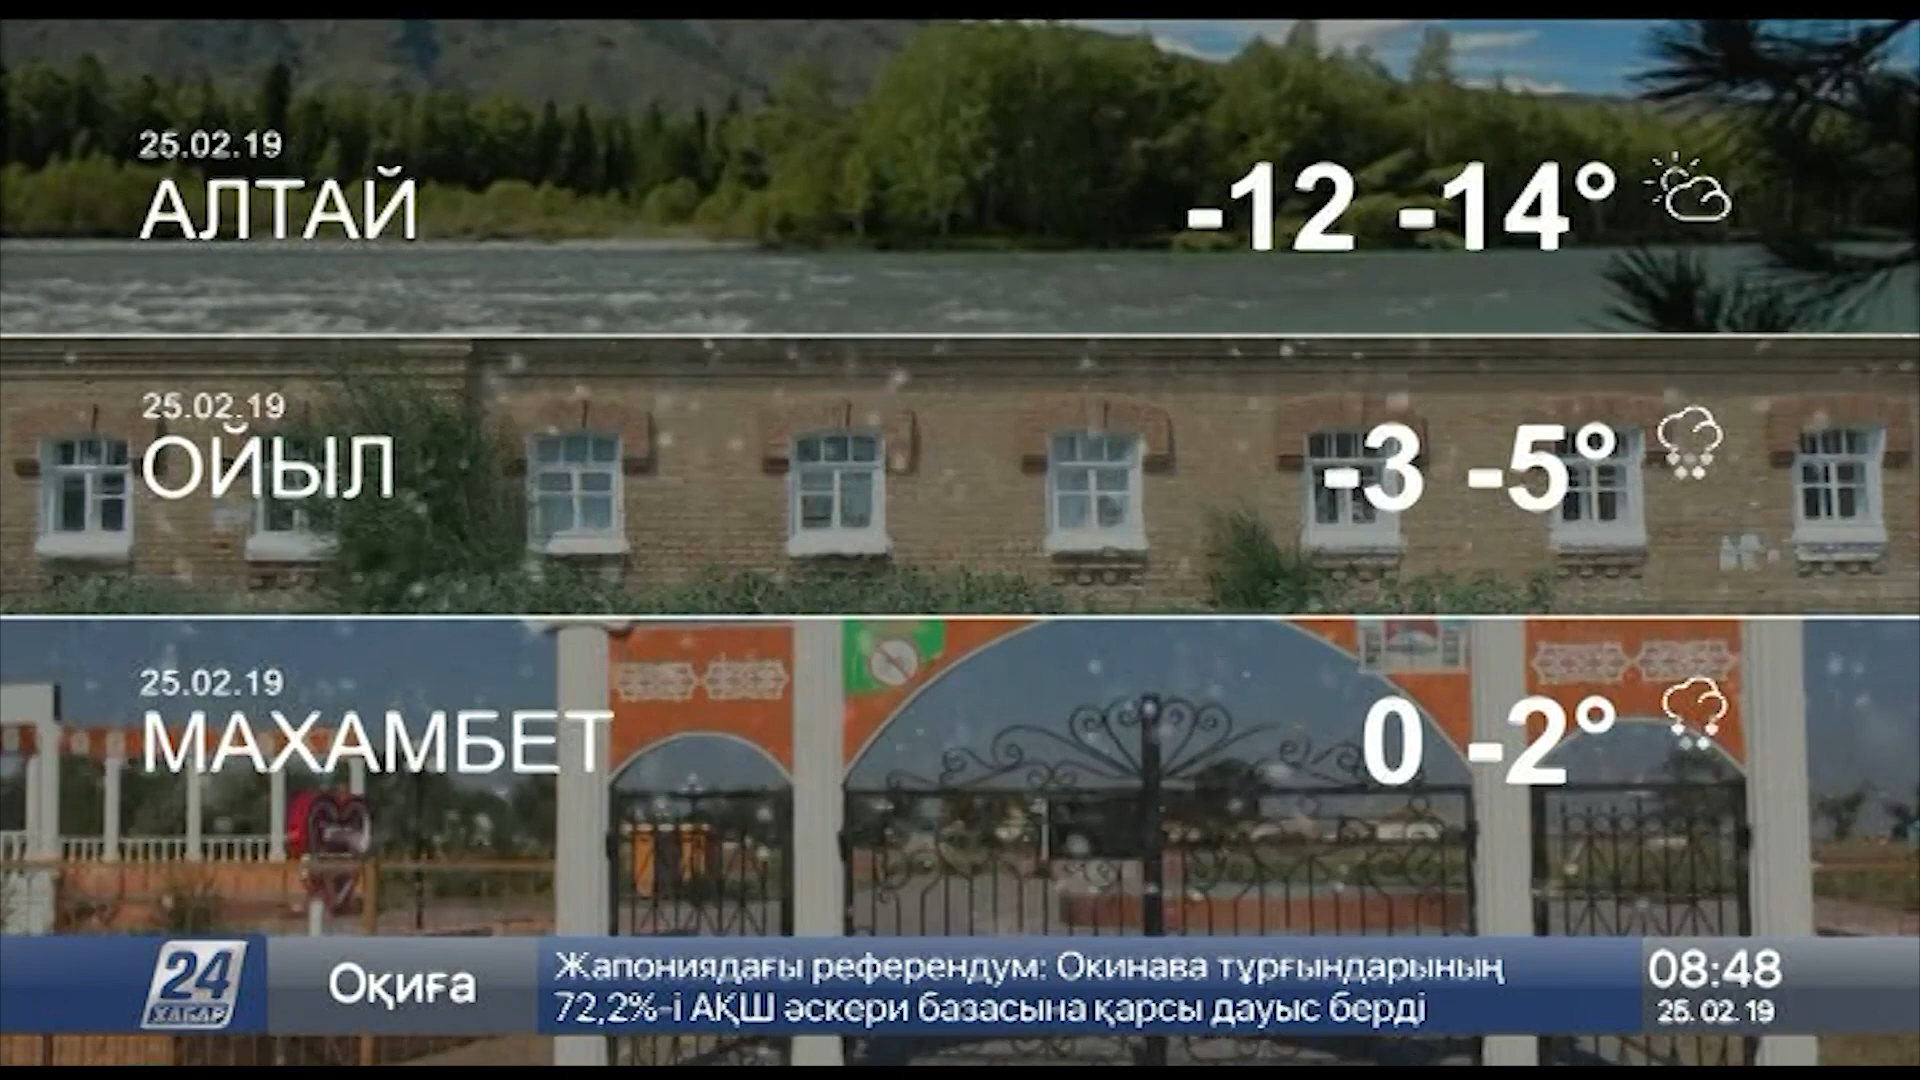 25.02.19
АЛТАЙ
-12 -14°
25.02.19
ОЙЫЛ
-3 -5°
25.02.19
МАХАМБЕТ
0 -2°
24
ХАБАР
Оқиға
Жапониядағы референдум: Окинава тұрғындарының
72,2%-і АҚШ әскери базасына қарсы дауыс берді
08:48
25.02.19